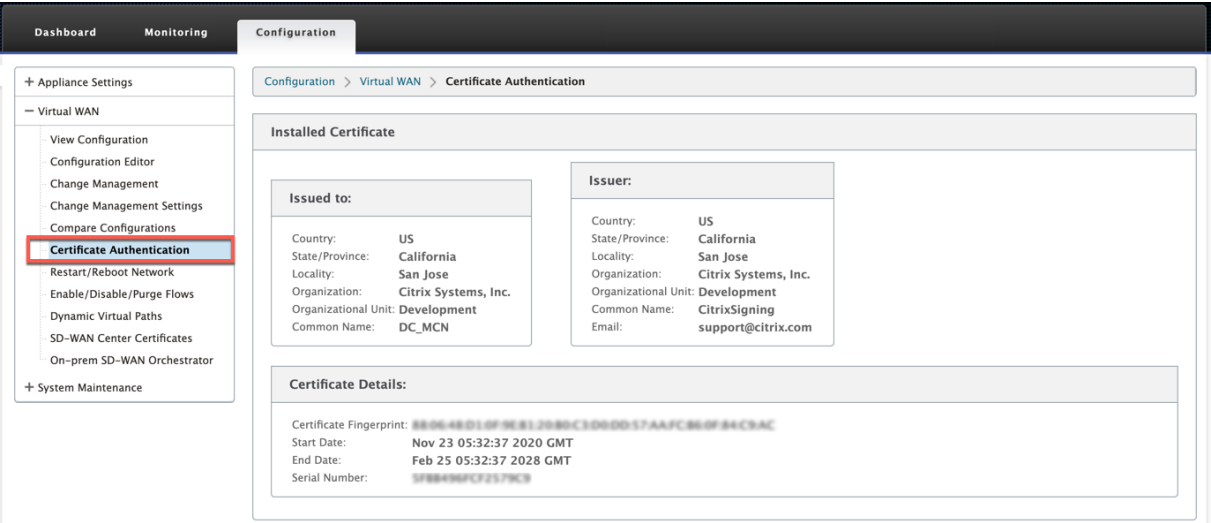 Dashboard Monitoring Configuration
+ Appliance Settings
− Virtual WAN
View Configuration
Configuration Editor
Change Management
Change Management Settings
Compare Configurations
Certificate Authentication
Restart/Reboot Network
Enable/Disable/Purge Flows
Dynamic Virtual Paths
SD-WAN Center Certificates
On-prem SD-WAN Orchestrator
+ System Maintenance
Configuration > Virtual WAN > Certificate Authentication
Installed Certificate
Issued to:
Country: US
State/Province: California
Locality: San Jose
Organization: Citrix Systems, Inc.
Organizational Unit: Development
Common Name: DC_MCN
Issuer:
Country: US
State/Province: California
Locality: San Jose
Organization: Citrix Systems, Inc.
Organizational Unit: Development
Common Name: CitrixSigning
Email: support@citrix.com
Certificate Details:
Certificate Fingerprint:
Start Date: Nov 23 05:32:37 2020 GMT
End Date: Feb 25 05:32:37 2028 GMT
Serial Number: